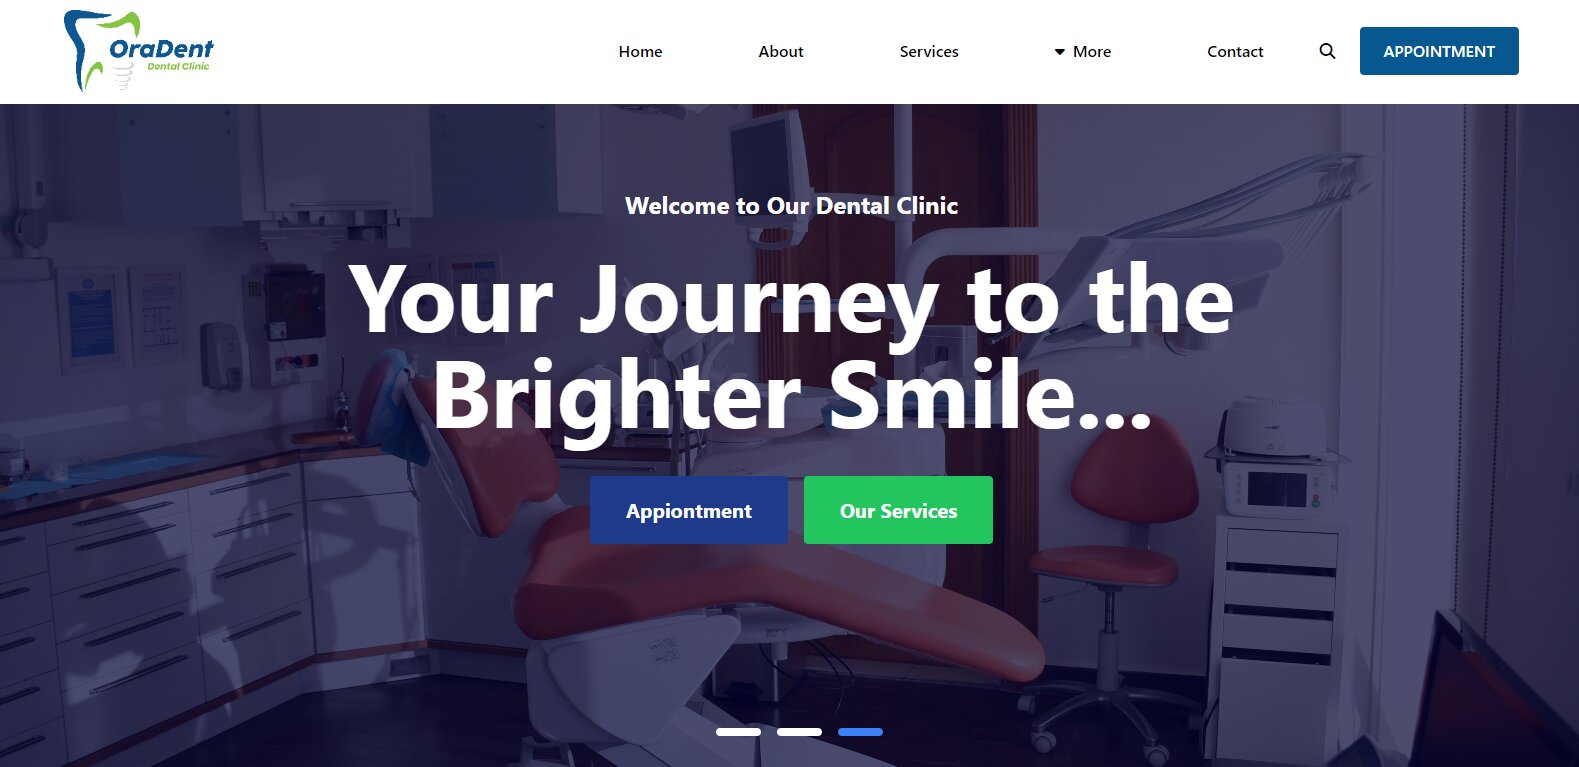 OraDent
Dental Clinic
Home About Services More Contact APPOINTMENT
Welcome to Our Dental Clinic
Your Journey to the
Brighter Smile...
Appiontment Our Services